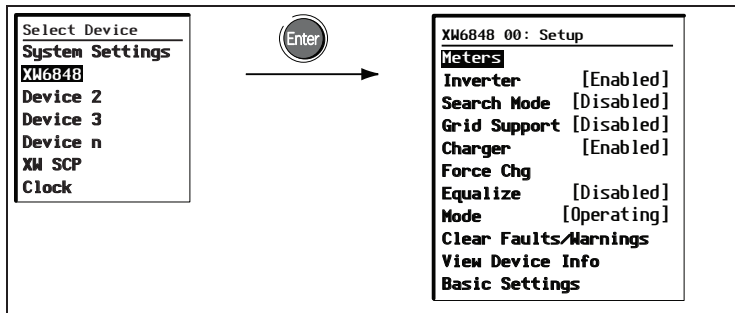 Select Device
System Settings
XW6848
Device 2
Device 3
Device n
XW SCP
Clock
Enter
XW6848 00: Setup
Meters
Inverter [Enabled]
Search Mode [Disabled]
Grid Support [Disabled]
Charger [Enabled]
Force Chg
Equalize [Disabled]
Mode [Operating]
Clear Faults/Warnings
View Device Info
Basic Settings